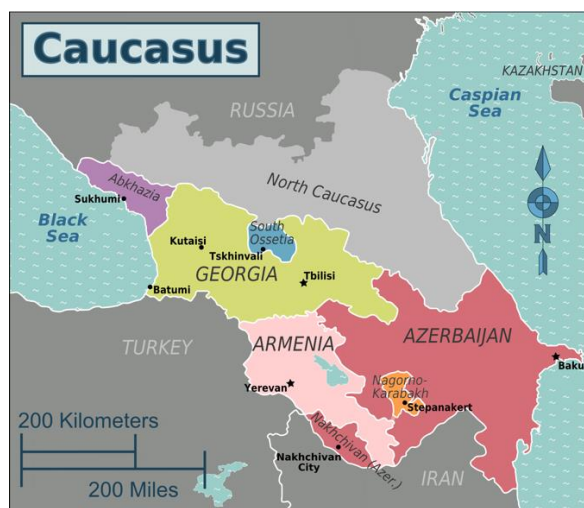 Caucasus
KAZAKHSTAN
Caspian
Sea
RUSSIA
North Caucasus
Abkhazia
Sukhumi
Black
Sea
South
Ossetia
Kutaisi
Tskhinvali
Tbilisi
GEORGIA
Batumi
N
TURKEY
ARMENIA
AZERBAIJAN
Baku
Yerevan
Nagorno-
Karabakh
Stepanakert
Nakhchivan (Azer.)
Nakhchivan
City
IRAN
200 Kilometers
200 Miles